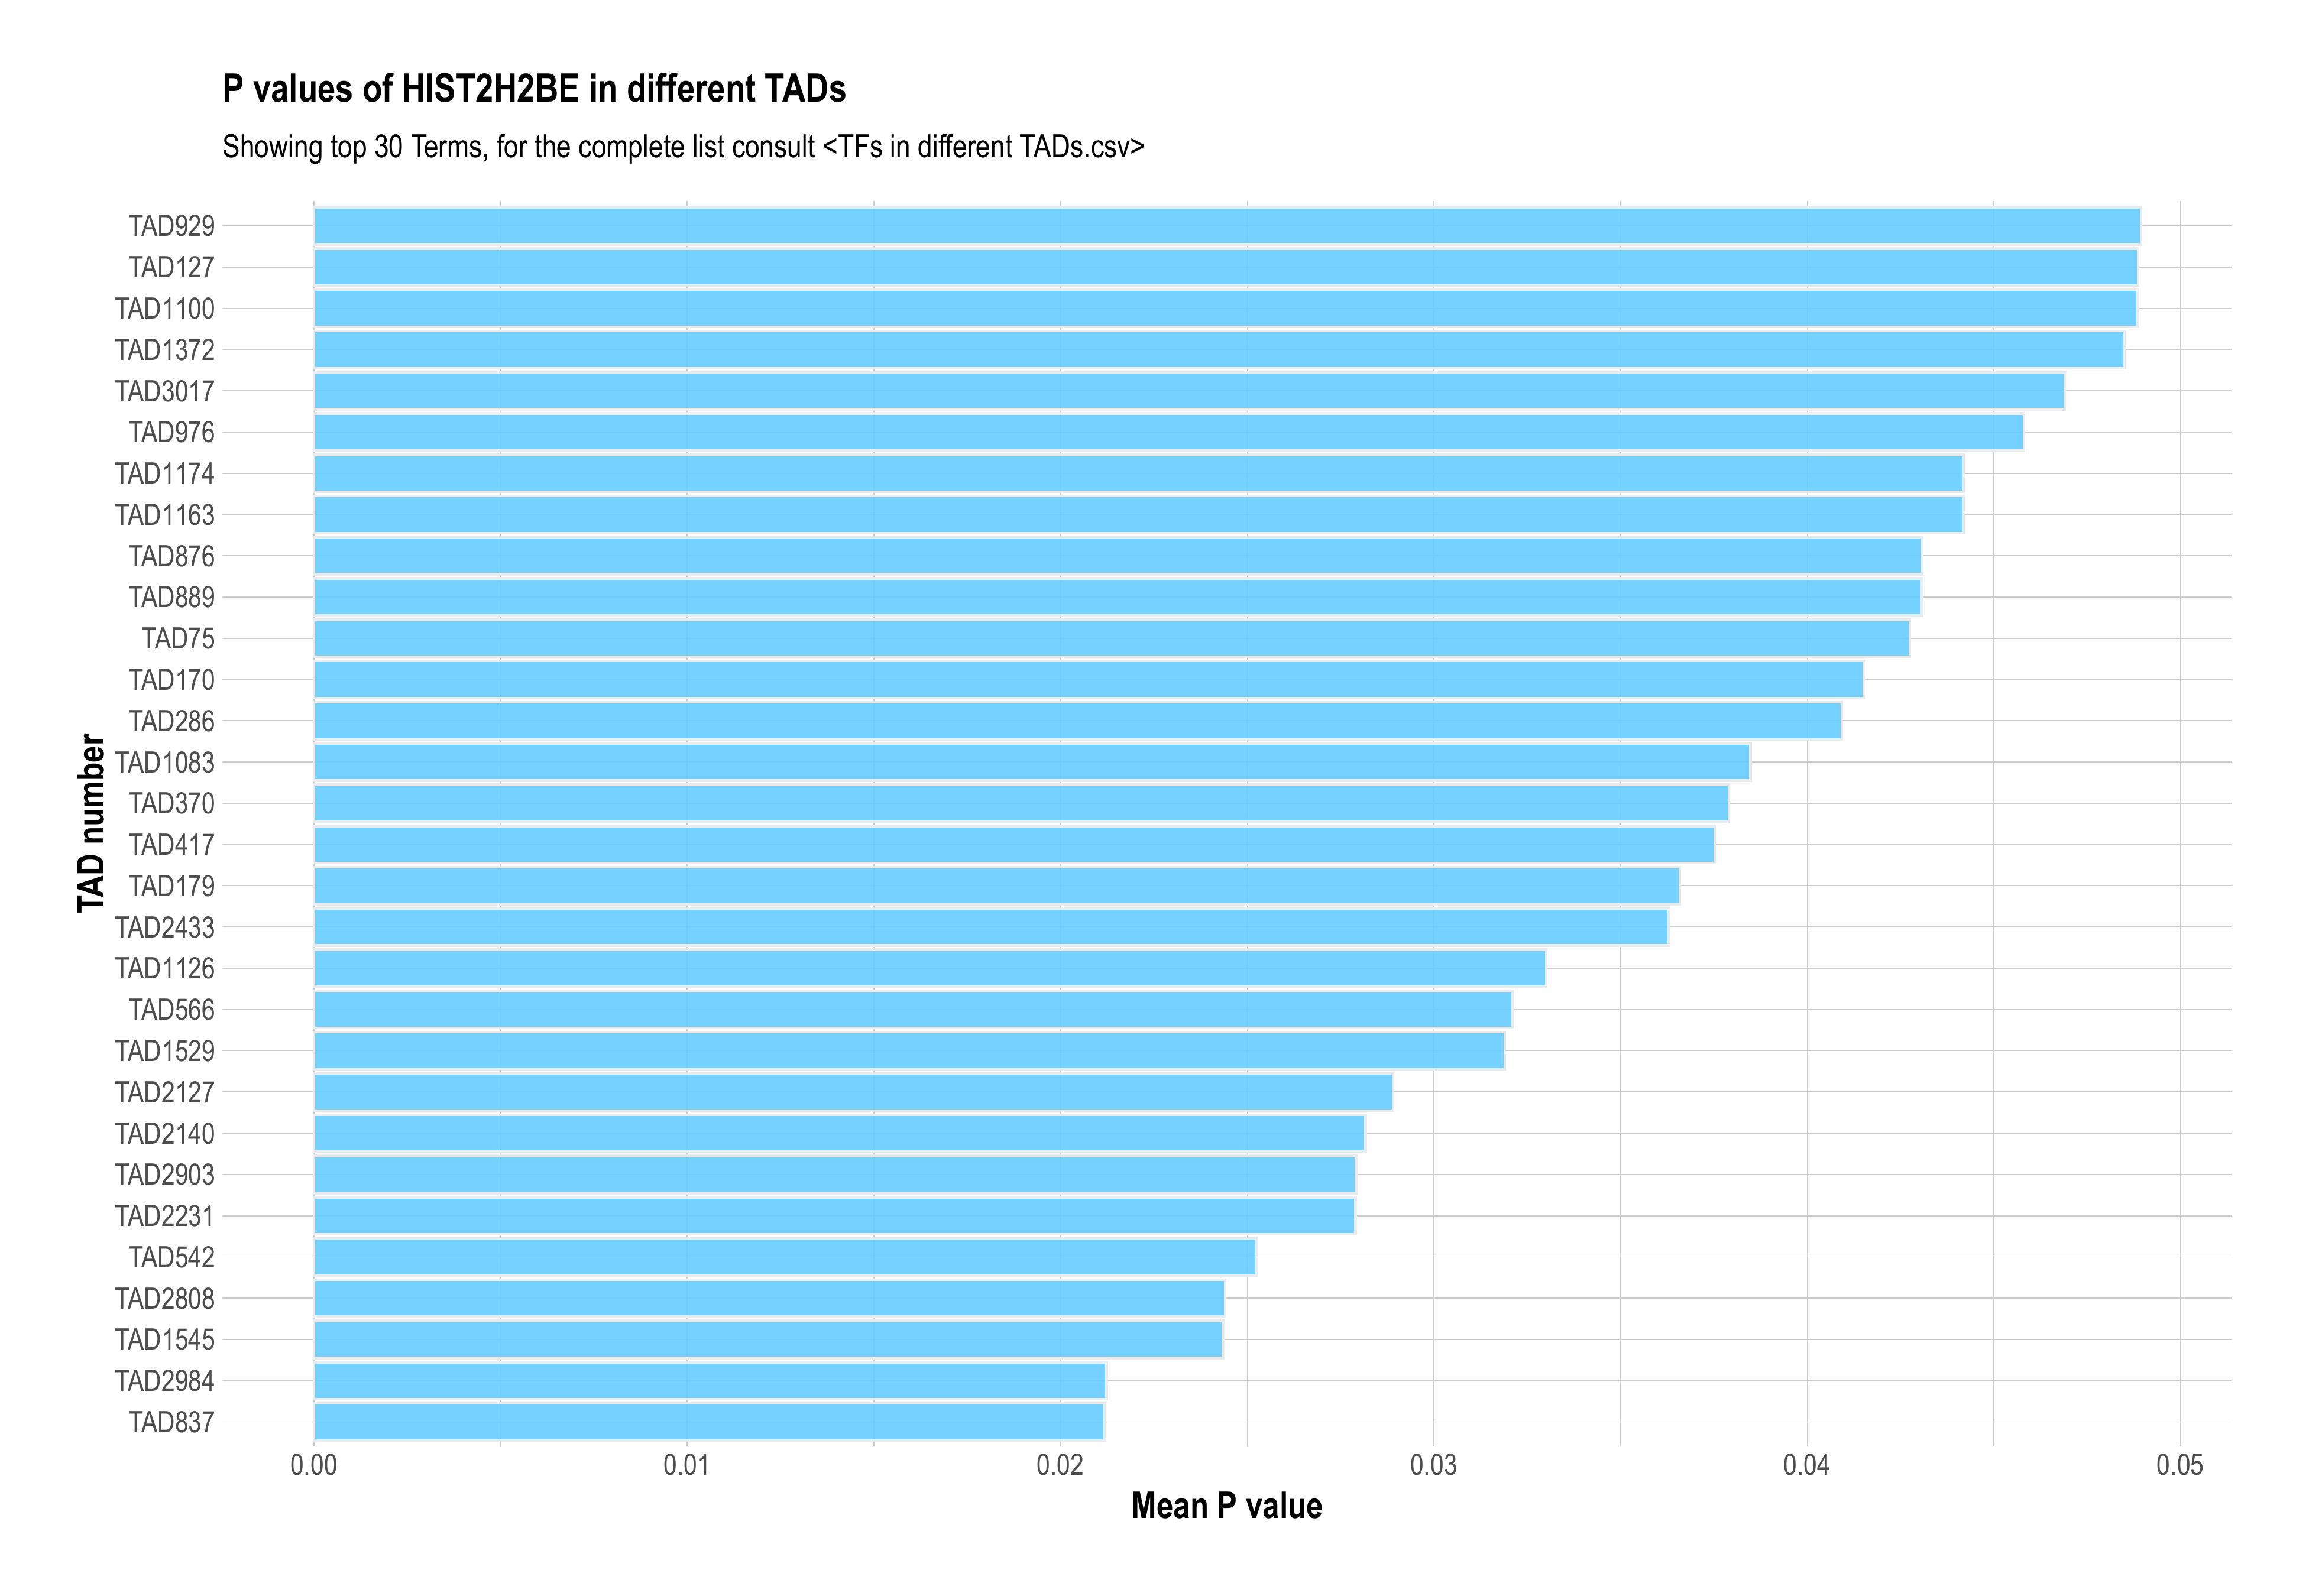 P values of HIST2H2BE in different TADs
Showing top 30 Terms, for the complete list consult <TFs in different TADs.csv>
TAD number
TAD929
TAD127
TAD1100
TAD1372
TAD3017
TAD976
TAD1174
TAD1163
TAD876
TAD889
TAD75
TAD170
TAD286
TAD1083
TAD370
TAD417
TAD179
TAD2433
TAD1126
TAD566
TAD1529
TAD2127
TAD2140
TAD2903
TAD2231
TAD542
TAD2808
TAD1545
TAD2984
TAD837
0.00 0.01 0.02 0.03 0.04 0.05
Mean P value